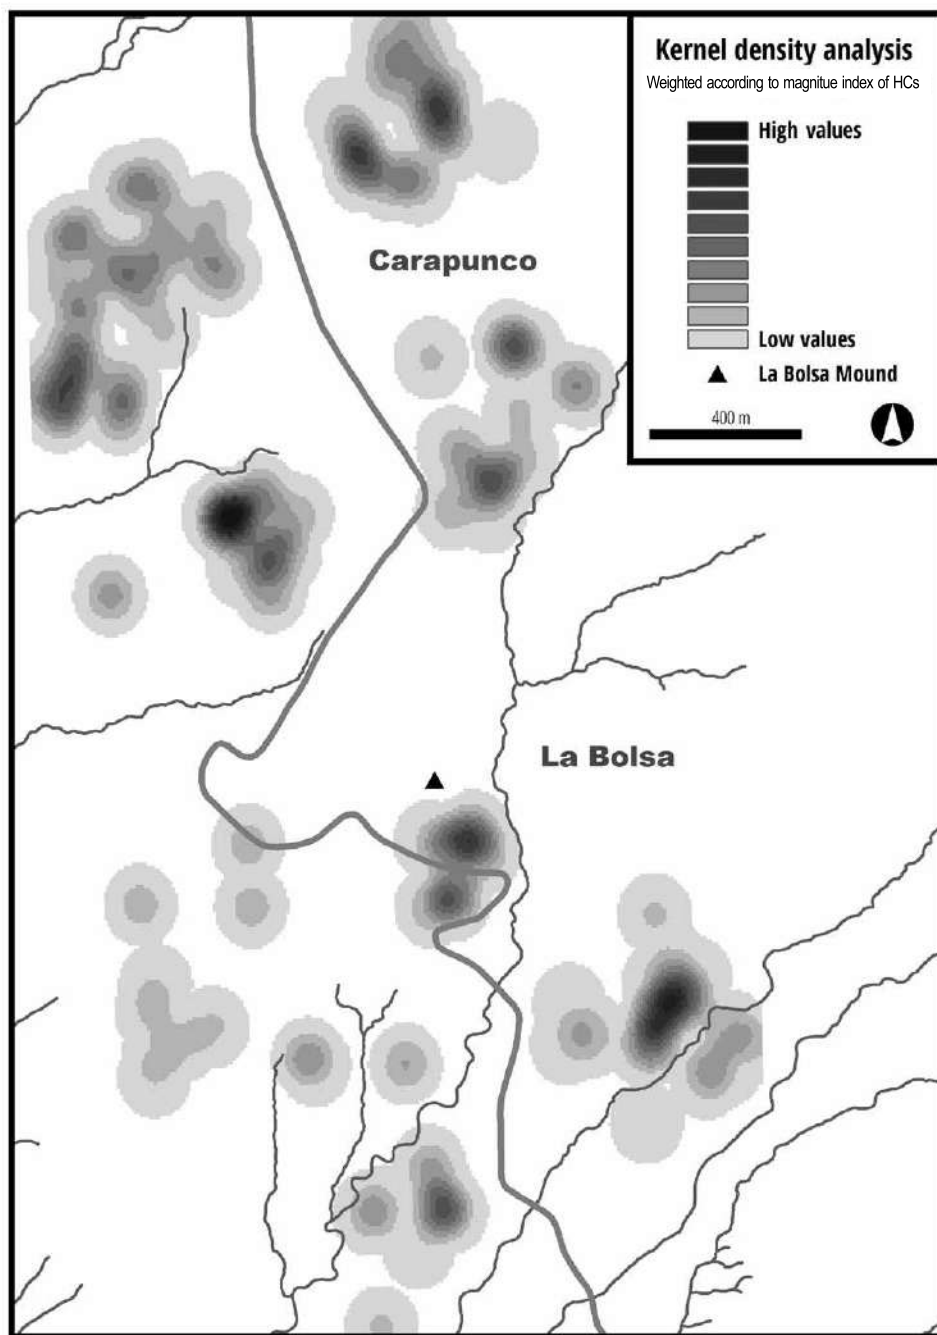 Kernel density analysis
Weighted according to magnitue index of HCs
High values
Low values
La Bolsa Mound
400 m
Carapunco
La Bolsa